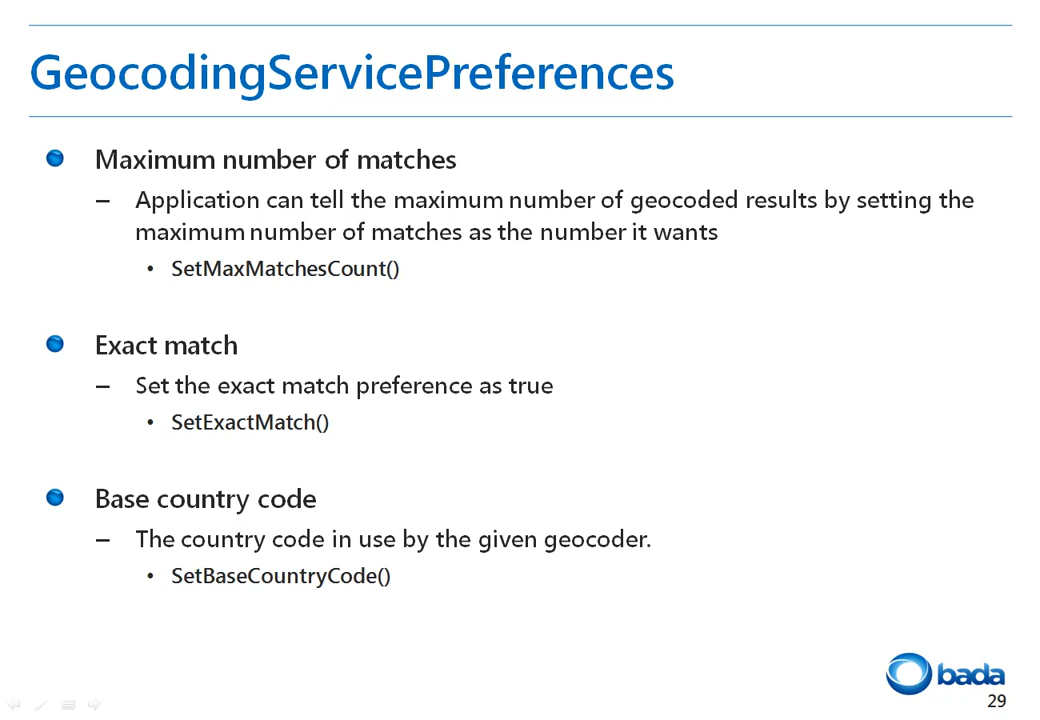 GeocodingServicePreferences
Maximum number of matches
– Application can tell the maximum number of geocoded results by setting the
maximum number of matches as the number it wants
• SetMaxMatchesCount()
Exact match
– Set the exact match preference as true
• SetExactMatch()
Base country code
– The country code in use by the given geocoder.
• SetBaseCountryCode()
bada
29